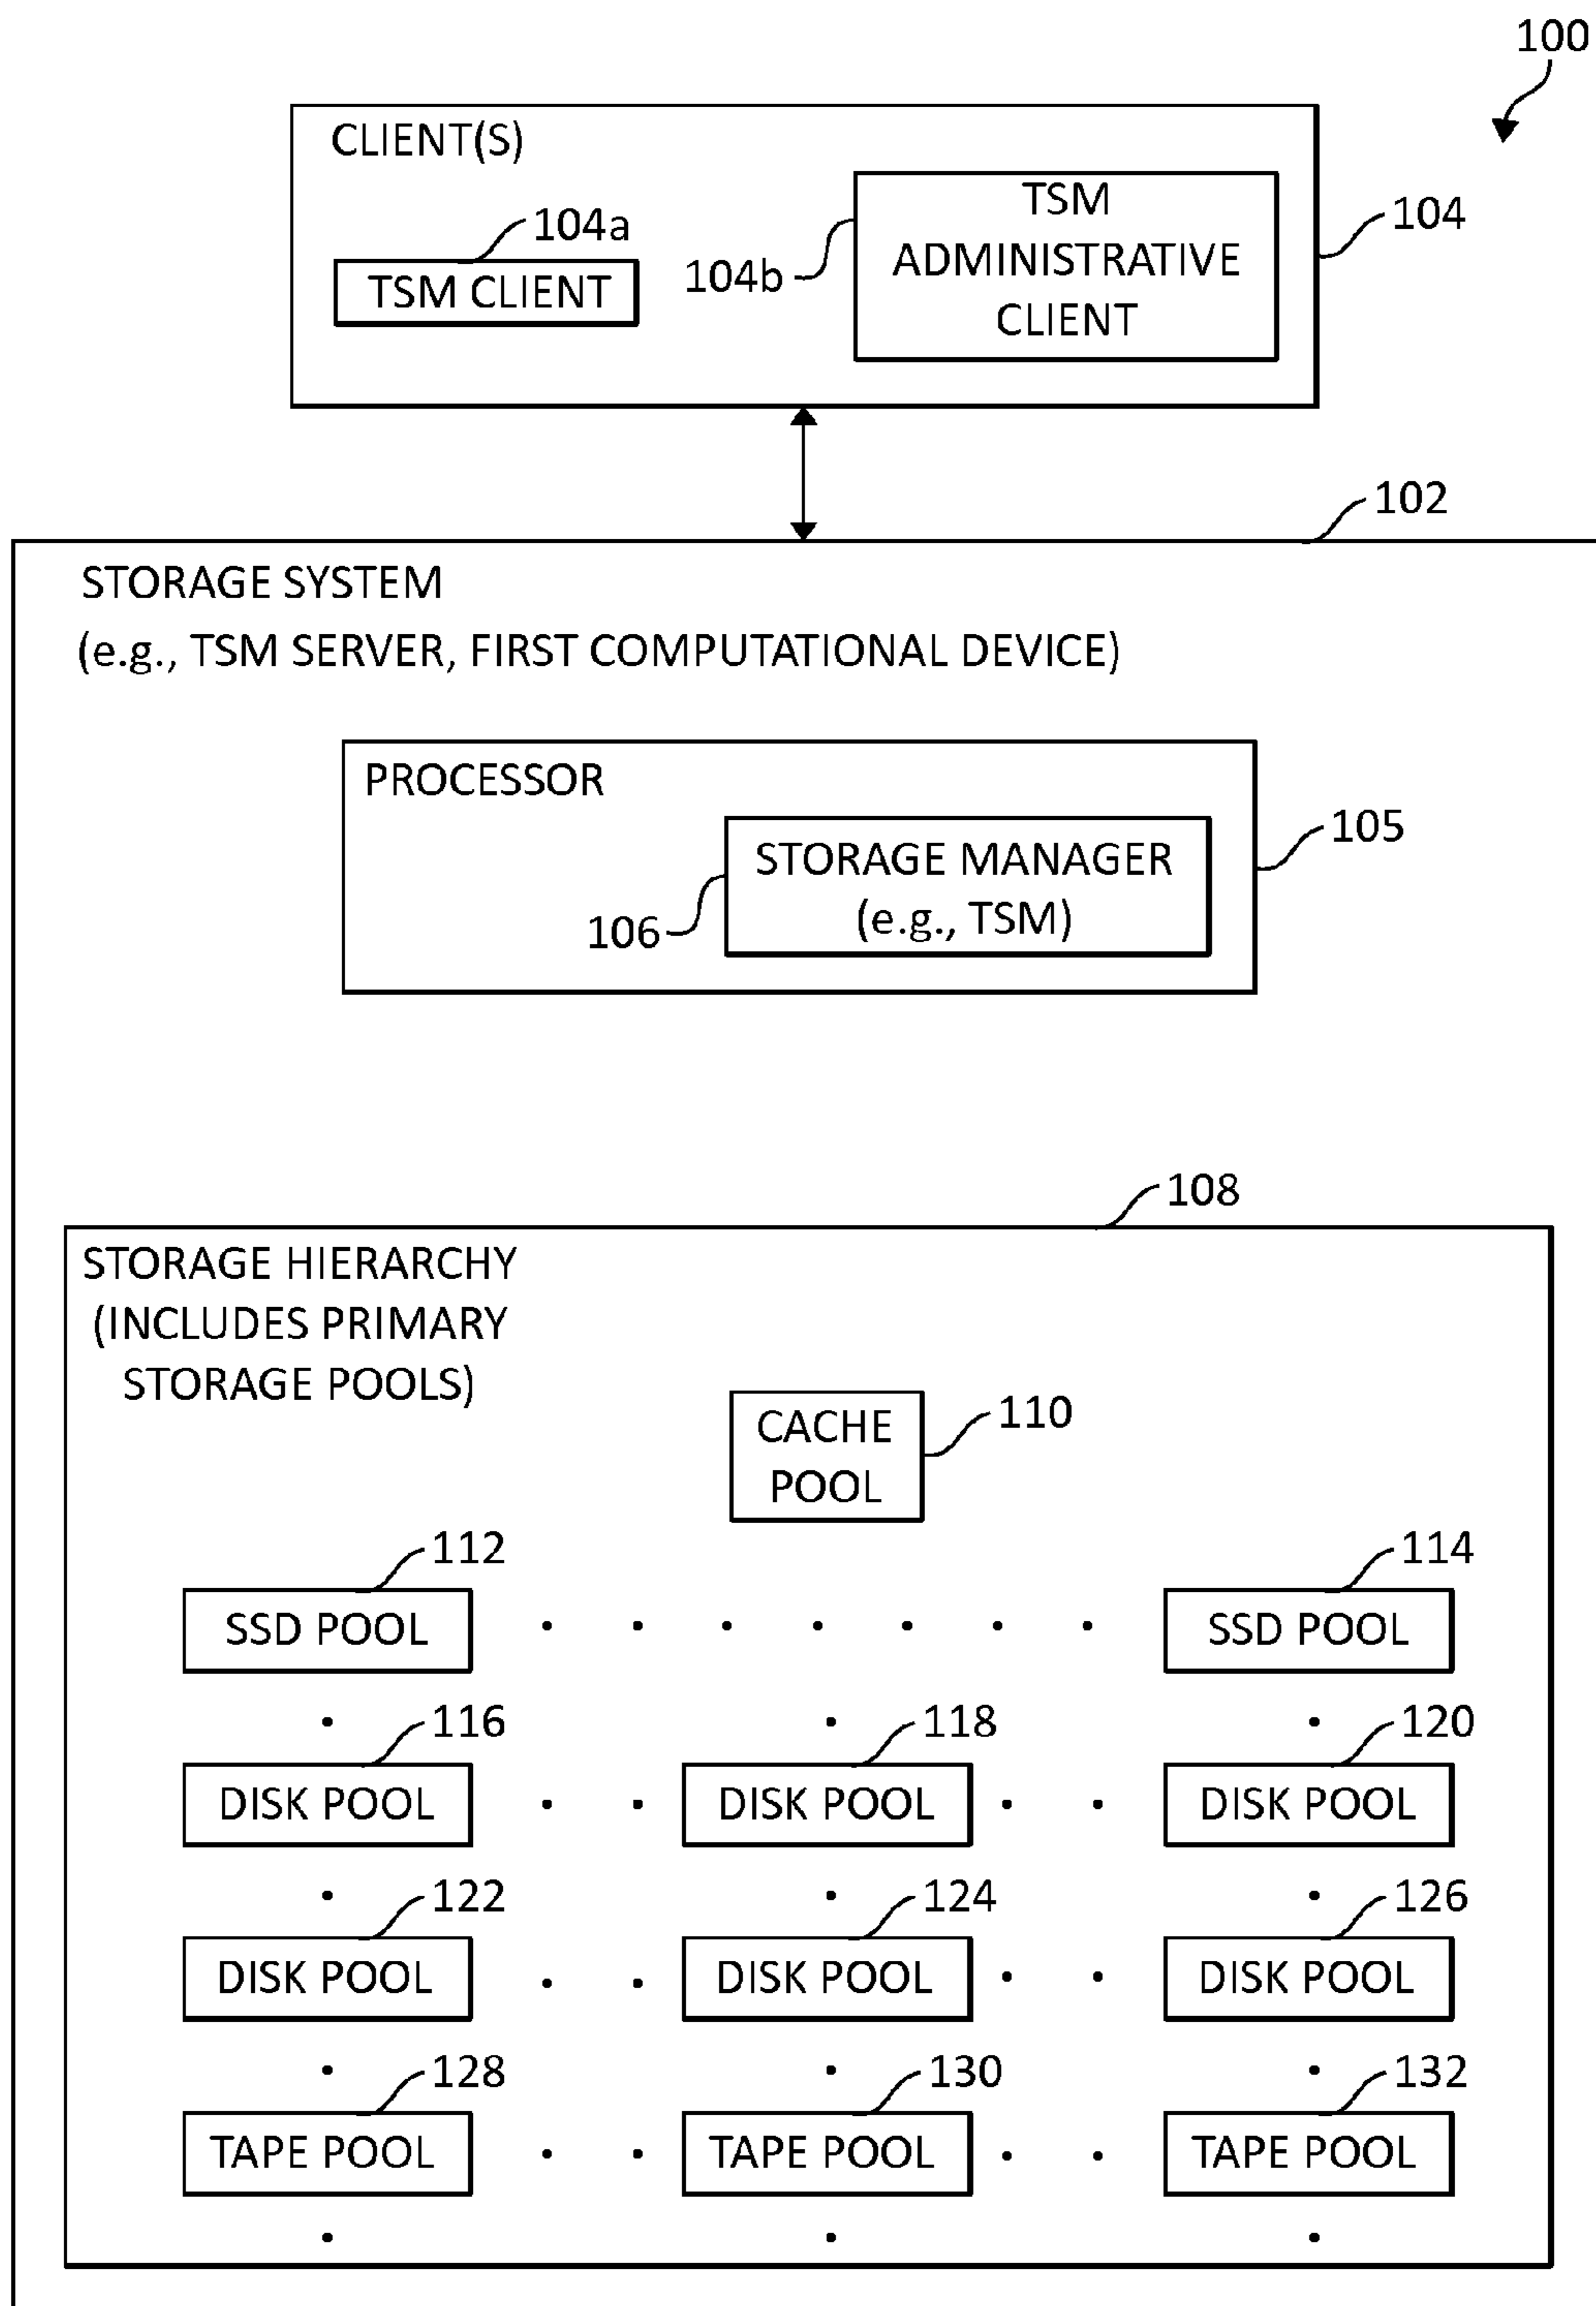 100
CLIENT(S)
104a
TSM CLIENT
104b
TSM
ADMINISTRATIVE
CLIENT
104
102
STORAGE SYSTEM
(e.g., TSM SERVER, FIRST COMPUTATIONAL DEVICE)
PROCESSOR
105
STORAGE MANAGER
(e.g., TSM)
106
108
STORAGE HIERARCHY
(INCLUDES PRIMARY
STORAGE POOLS)
CACHE
POOL
110
112
114
SSD POOL
SSD POOL
116
118
120
DISK POOL
DISK POOL
DISK POOL
122
124
126
DISK POOL
DISK POOL
DISK POOL
128
130
132
TAPE POOL
TAPE POOL
TAPE POOL